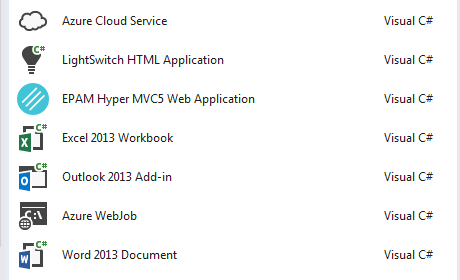 Azure Cloud Service Visual C#
C#
LightSwitch HTML Application Visual C#
EPAM Hyper MVC5 Web Application Visual C#
C#
Excel 2013 Workbook Visual C#
C#
Outlook 2013 Add-in Visual C#
C:\
Azure WebJob Visual C#
C#
Word 2013 Document Visual C#